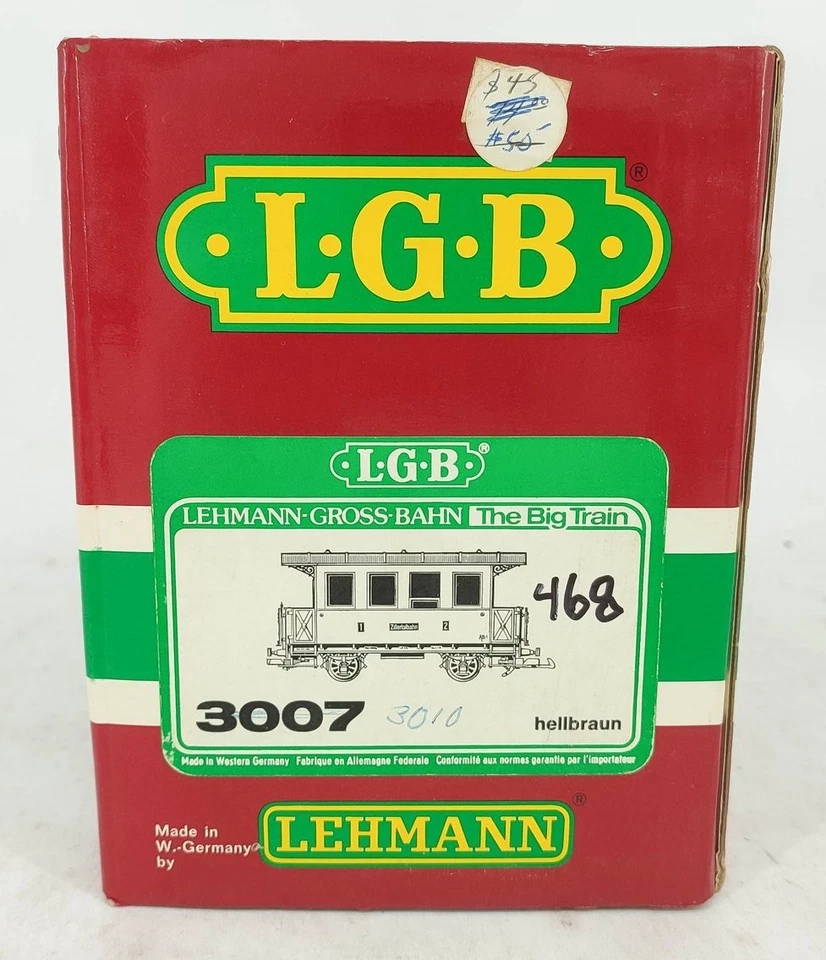 $45
#50-
L·G·B ®
L·G·B ®
LEHMANN-GROSS-BAHN The Big Train
468
1 Zillertalbahn 2
3007 3010 hellbraun
Made in Western Germany Fabrique en Allemagne Federale Conformité aux normes garantie par l'importateur
Made in
W.-Germany
by
LEHMANN ®